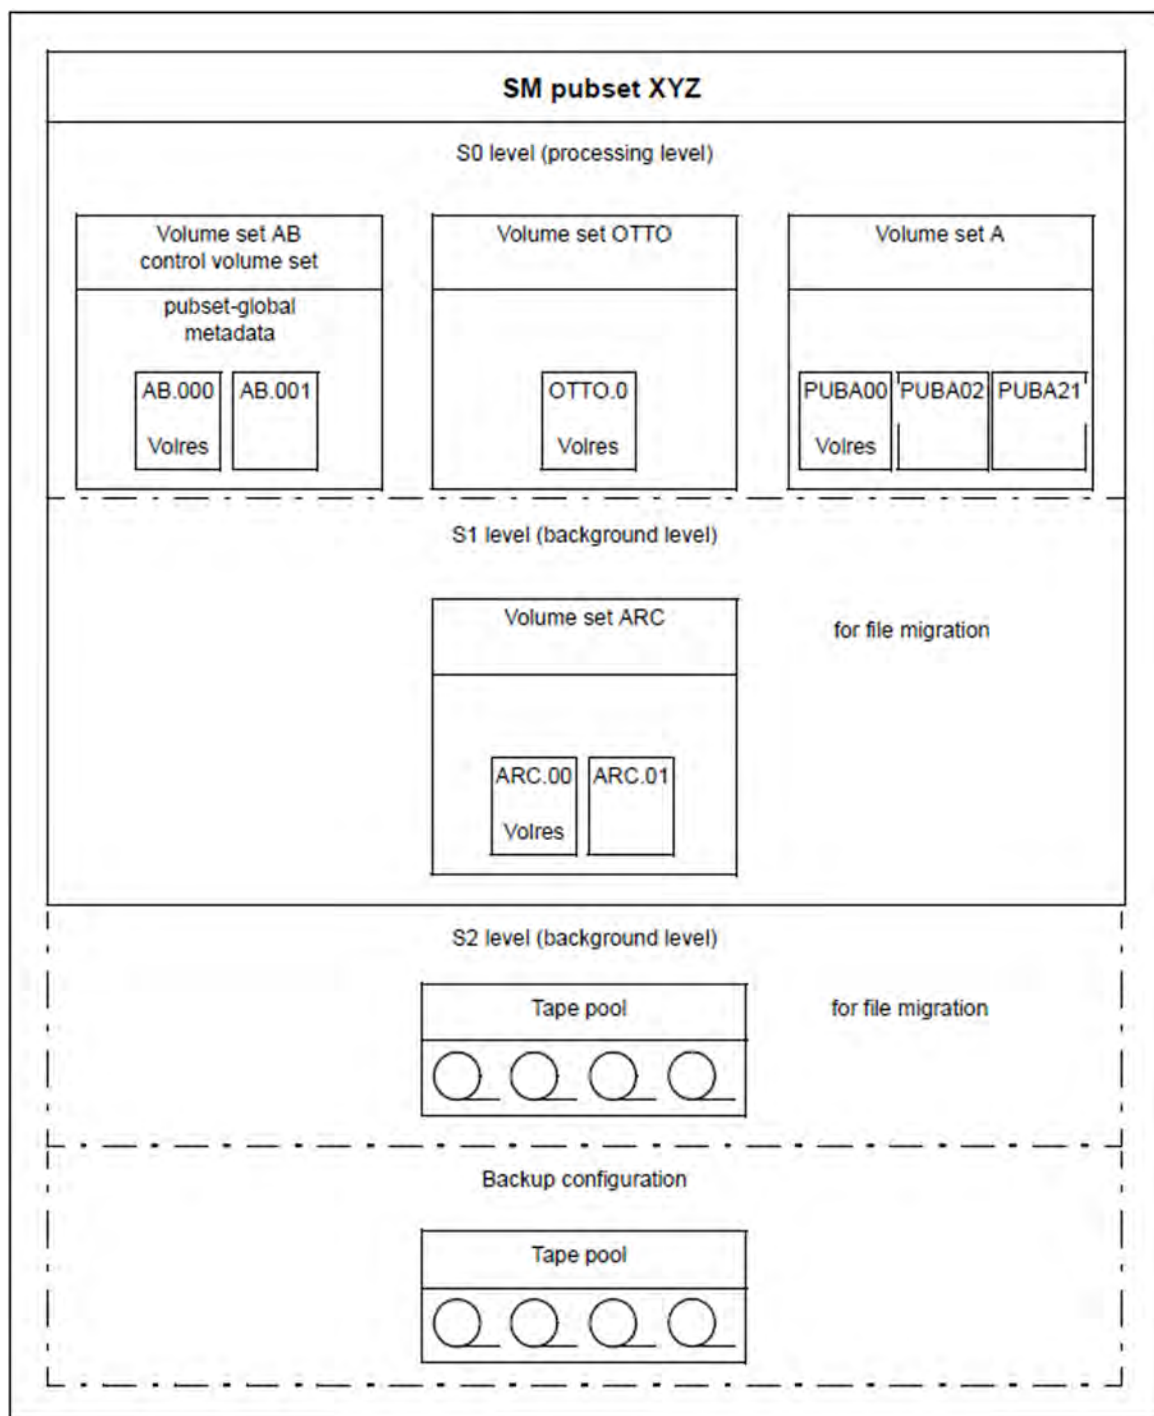 SM pubset XYZ
S0 level (processing level)
Volume set AB
control volume set
pubset-global
metadata
AB.000
Volres
AB.001
Volume set OTTO
OTTO.0
Volres
Volume set A
PUBA00
Volres
PUBA02
PUBA21
S1 level (background level)
Volume set ARC
ARC.00
Volres
ARC.01
for file migration
S2 level (background level)
Tape pool
for file migration
Backup configuration
Tape pool